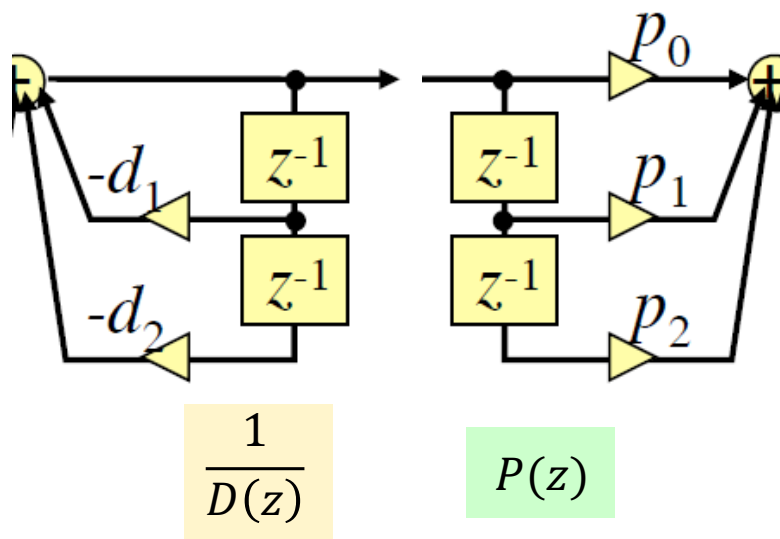 + p₀ +
z⁻¹ z⁻¹
-d₁ p₁
z⁻¹ z⁻¹
-d₂ p₂
1/D(z) P(z)